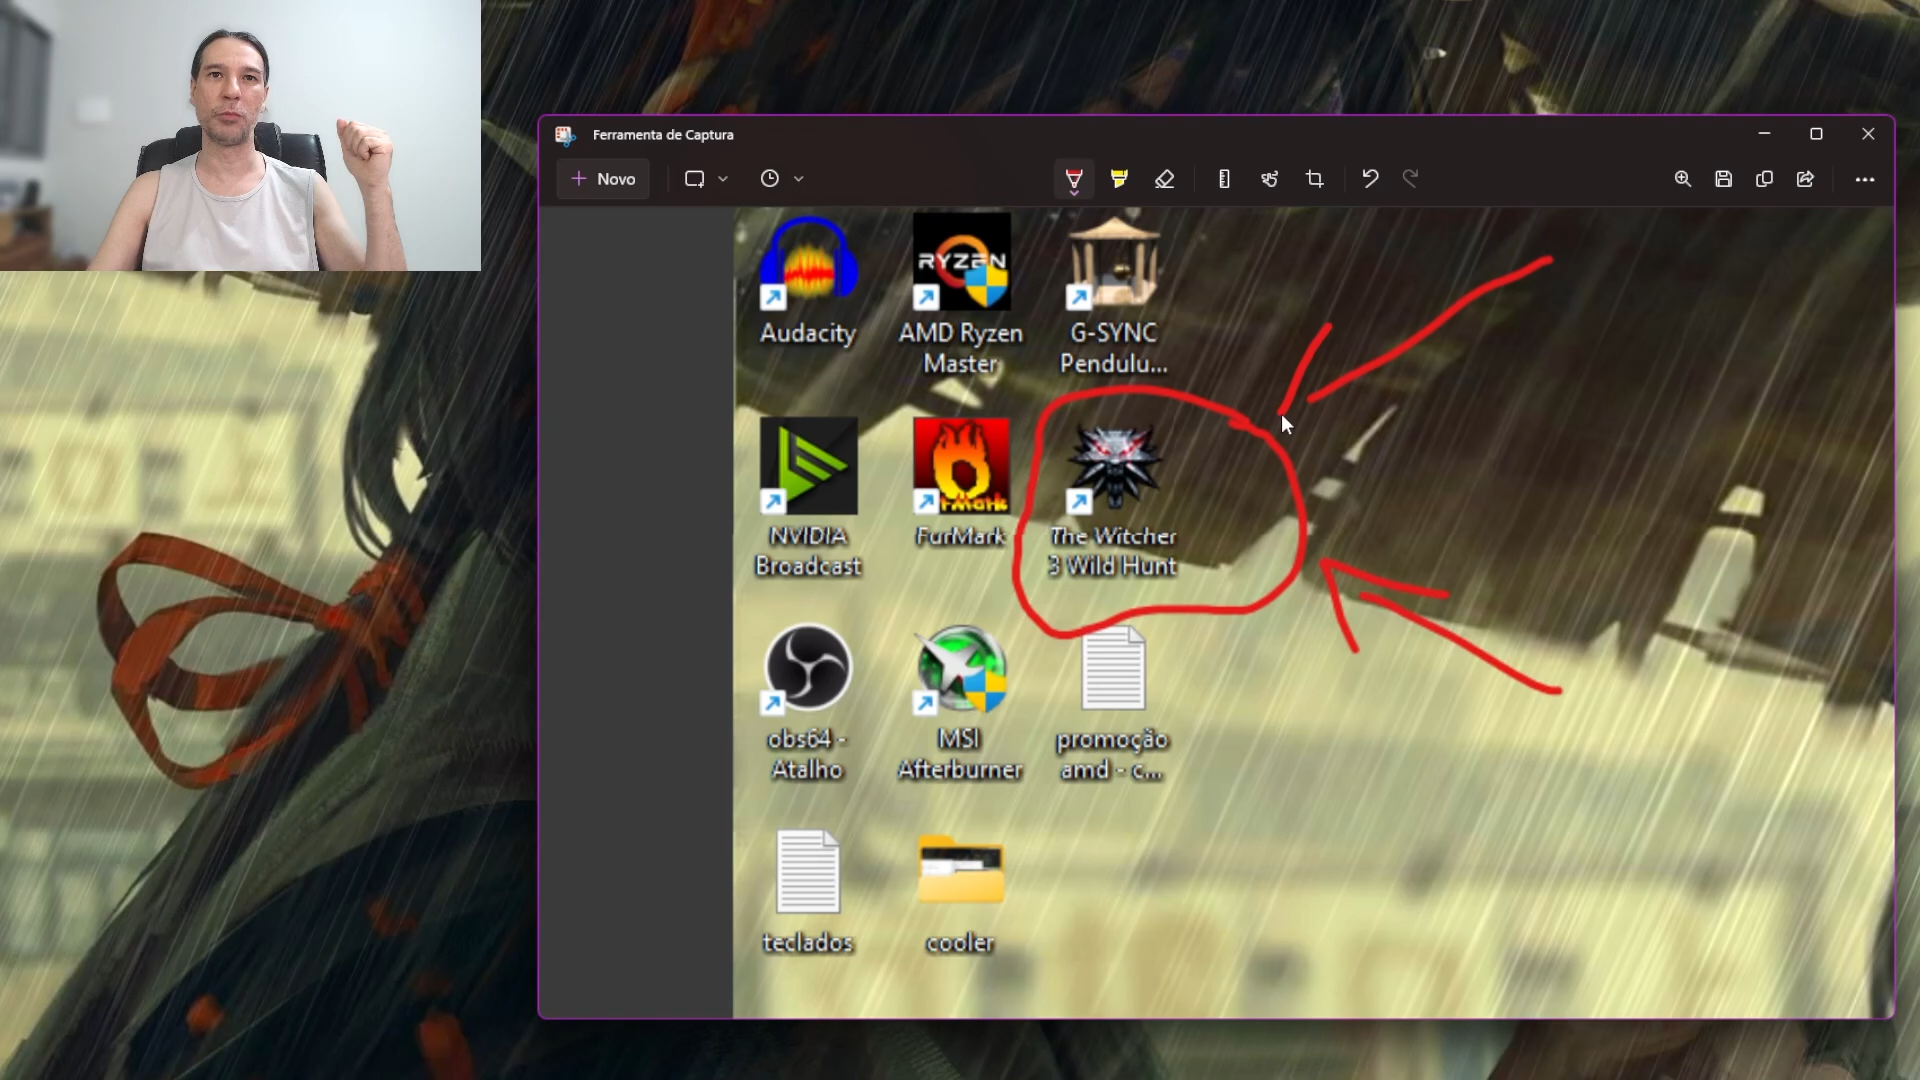 Ferramenta de Captura
Novo
Audacity
RYZEN
AMD Ryzen
Master
G-SYNC
Pendulu...
NVIDIA
Broadcast
FurMark
The Witcher
3 Wild Hunt
obs64 -
Atalho
MSI
Afterburner
promoção
amd - c...
teclados
cooler